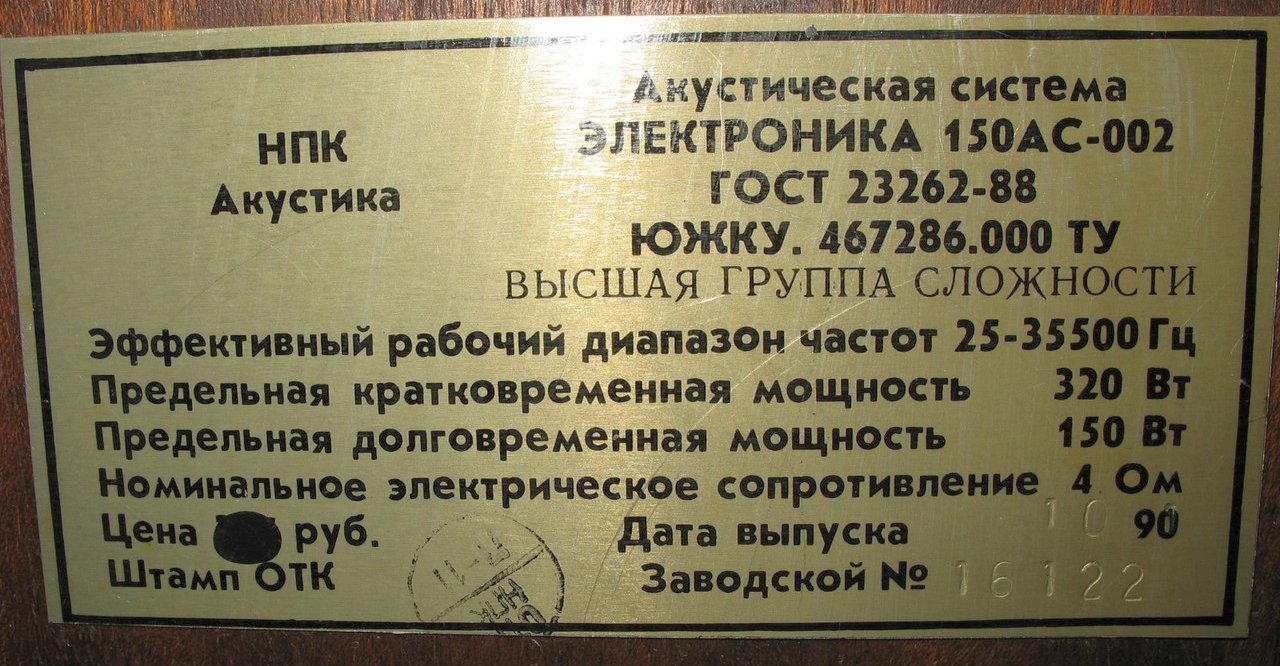 НПК
Акустика
Акустическая система
ЭЛЕКТРОНИКА 150АС-002
ГОСТ 23262-88
ЮЖКУ. 467286.000 ТУ
ВЫСШАЯ ГРУППА СЛОЖНОСТИ
Эффективный рабочий диапазон частот 25-35500 Гц
Предельная кратковременная мощность 320 Вт
Предельная долговременная мощность 150 Вт
Номинальное электрическое сопротивление 4 Ом
Цена руб. Дата выпуска 10 90
Штамп ОТК Заводской № 16122